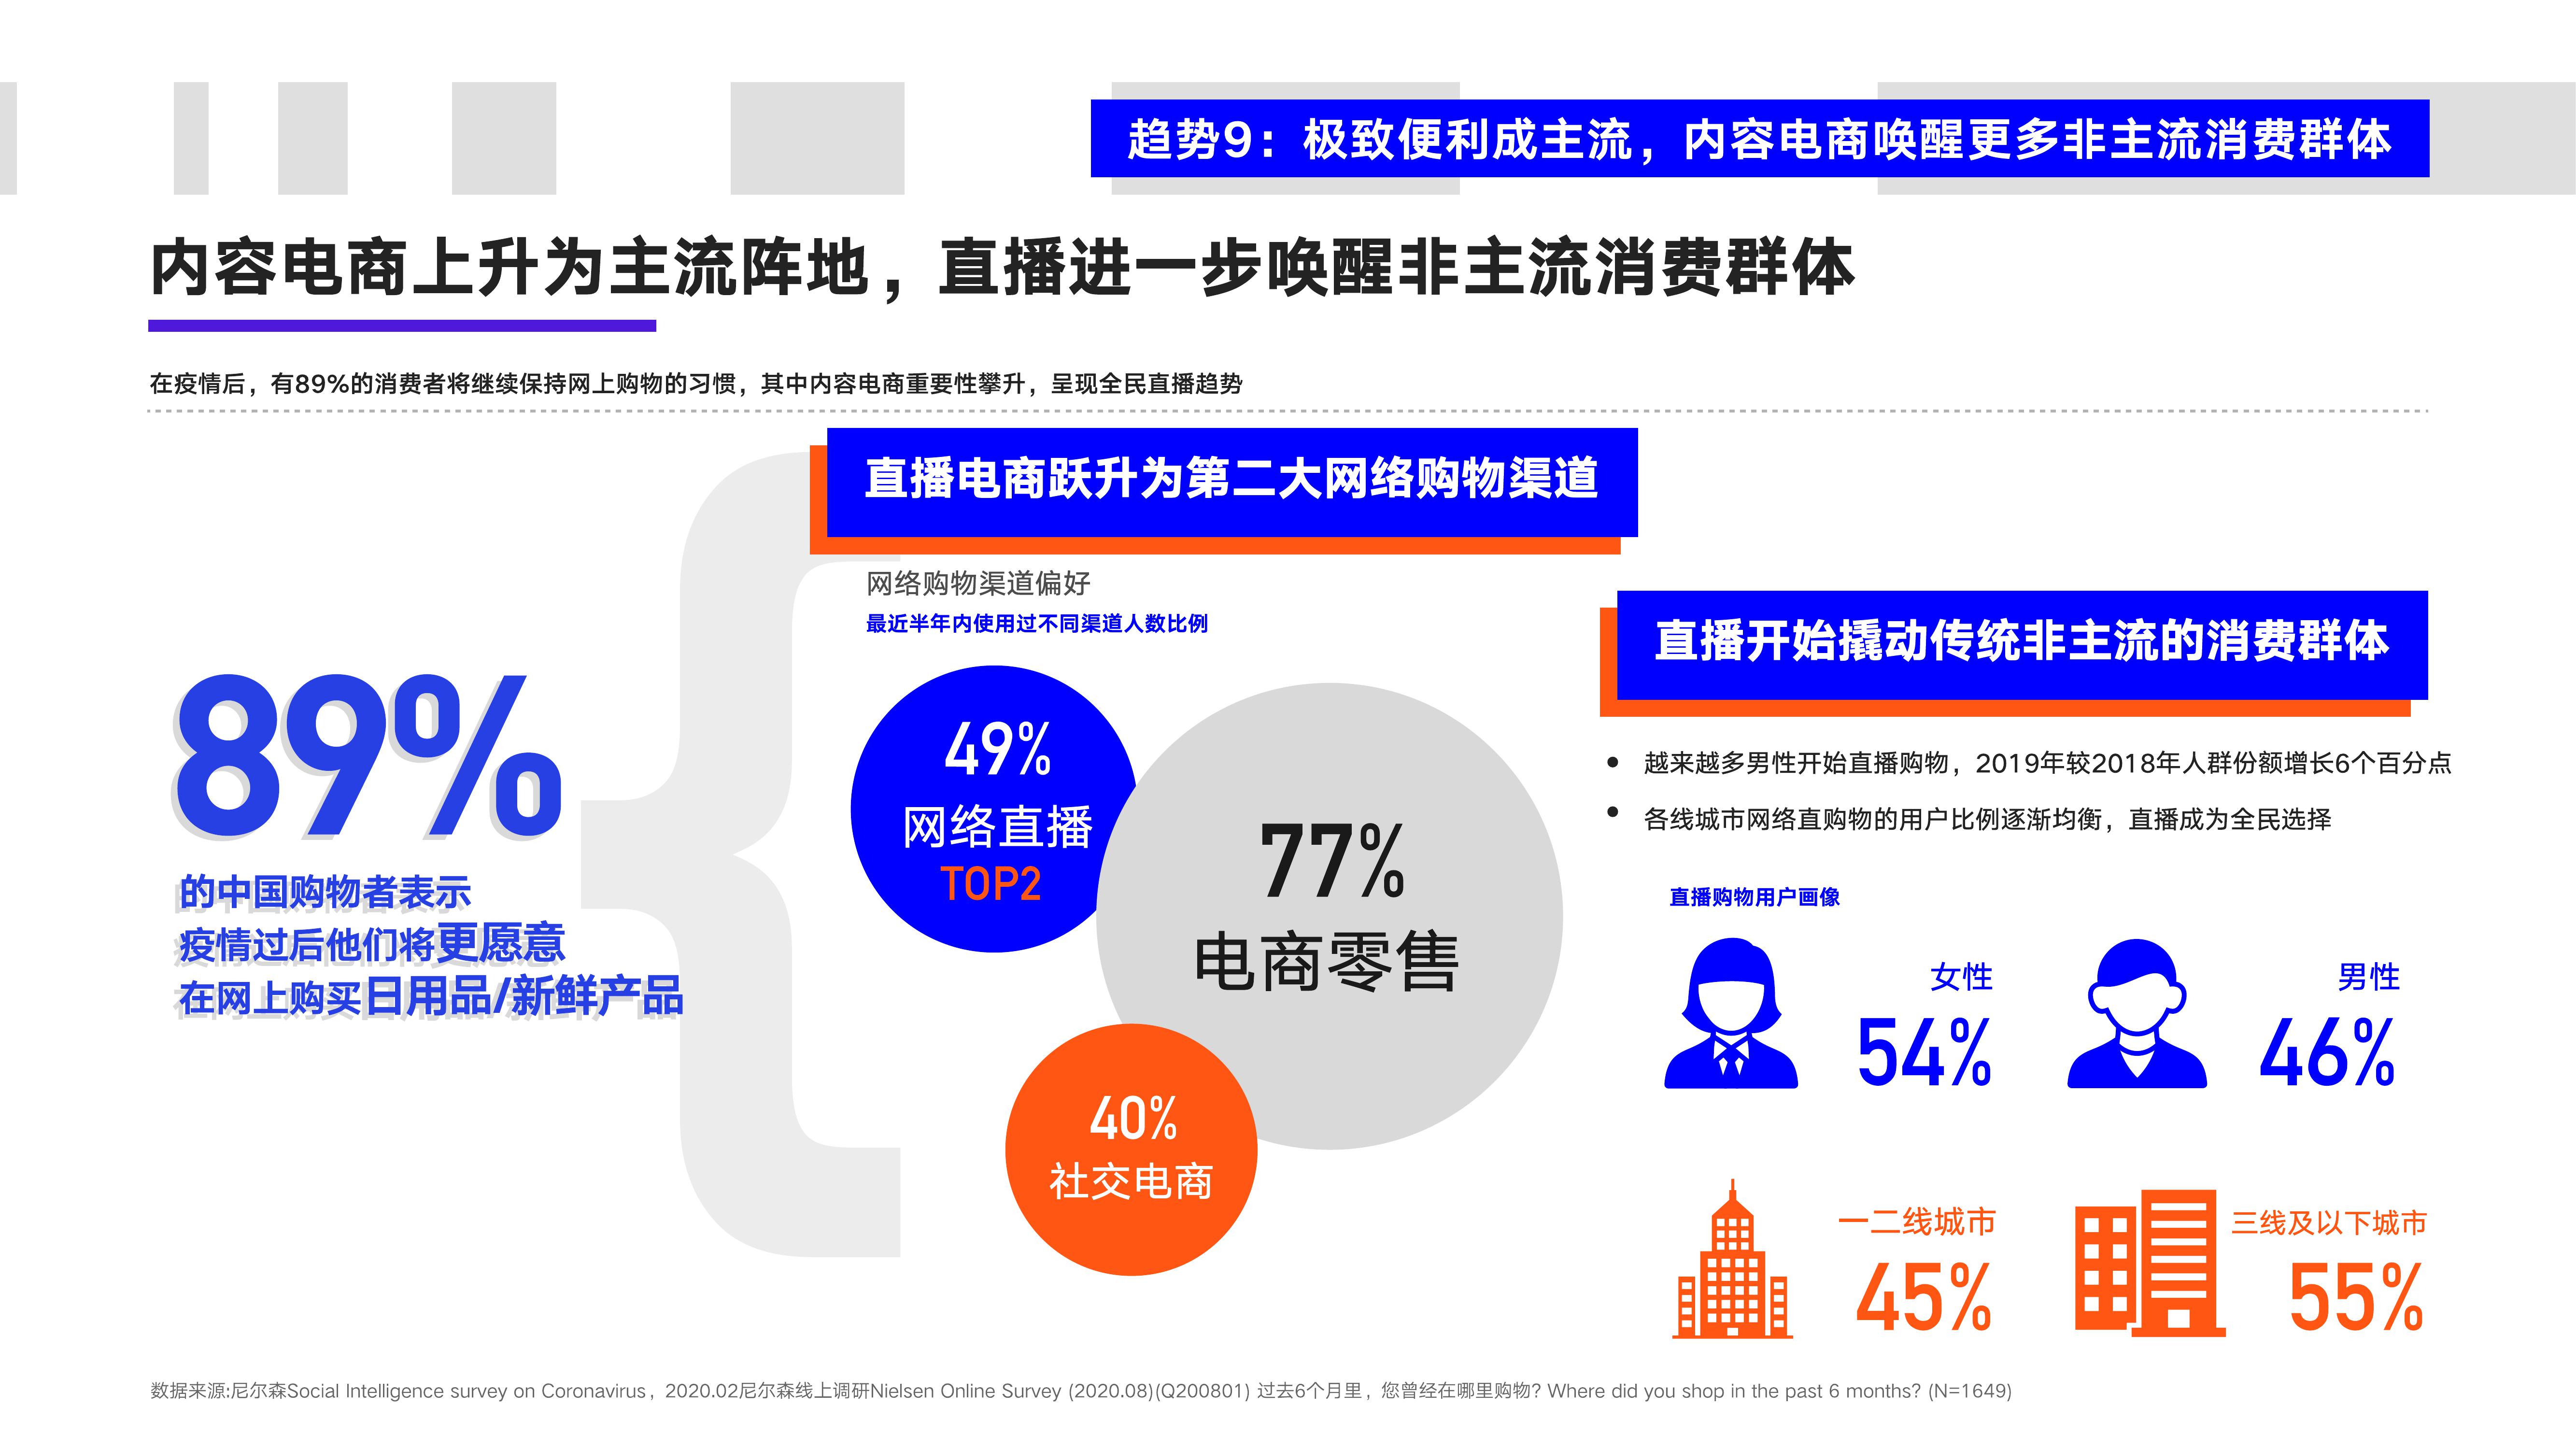 趋势9：极致便利成主流，内容电商唤醒更多非主流消费群体
内容电商上升为主流阵地，直播进一步唤醒非主流消费群体
在疫情后，有89%的消费者将继续保持网上购物的习惯，其中内容电商重要性攀升，呈现全民直播趋势
89%
的中国购物者表示
疫情过后他们将更愿意
在网上购买日用品/新鲜产品
直播电商跃升为第二大网络购物渠道
网络购物渠道偏好
最近半年内使用过不同渠道人数比例
49%
网络直播
TOP2
77%
电商零售
40%
社交电商
直播开始撬动传统非主流的消费群体
• 越来越多男性开始直播购物，2019年较2018年人群份额增长6个百分点
• 各线城市网络直购物的用户比例逐渐均衡，直播成为全民选择
直播购物用户画像
女性
54%
男性
46%
一二线城市
45%
三线及以下城市
55%
数据来源:尼尔森Social Intelligence survey on Coronavirus，2020.02尼尔森线上调研Nielsen Online Survey (2020.08)(Q200801) 过去6个月里，您曾经在哪里购物? Where did you shop in the past 6 months? (N=1649)